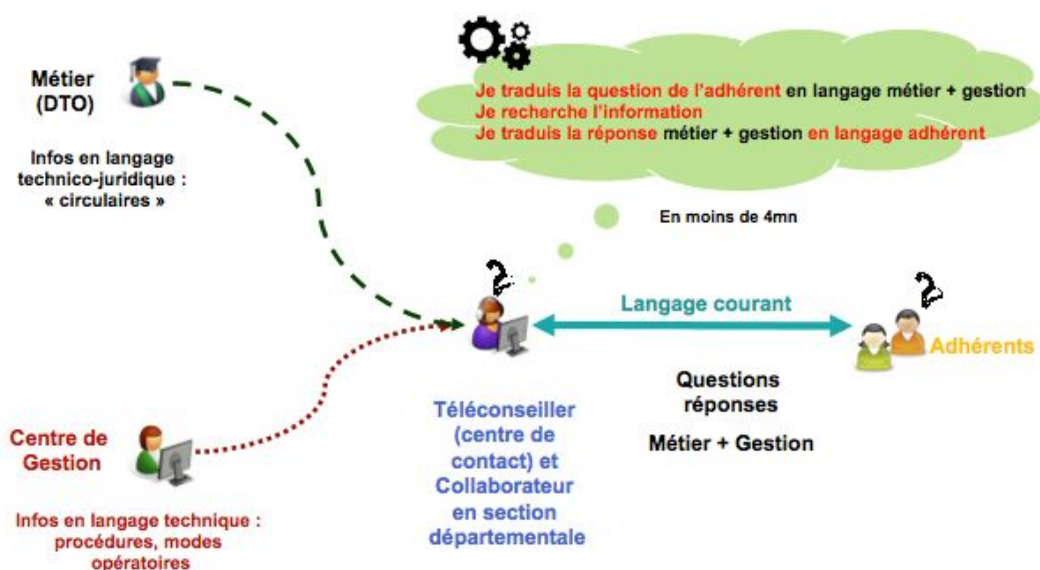 Métier
(DTO)
Infos en langage
technico-juridique :
« circulaires »
Je traduis la question de l'adhérent en langage métier + gestion
Je recherche l'information
Je traduis la réponse métier + gestion en langage adhérent
En moins de 4mn
?
?
Langage courant
Adhérents
Questions
réponses
Métier + Gestion
Téléconseiller
(centre de
contact) et
Collaborateur
en section
départementale
Centre de
Gestion
Infos en langage technique :
procédures, modes
opératoires